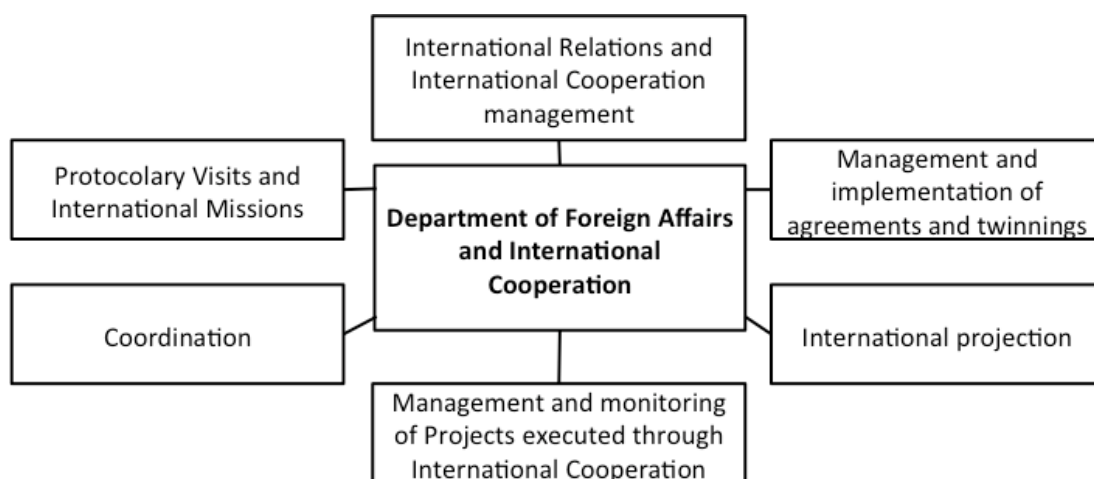 International Relations and
International Cooperation
management
Protocolary Visits and
International Missions
Management and
implementation of
agreements and twinnings
Department of Foreign Affairs
and International
Cooperation
Coordination
International projection
Management and monitoring
of Projects executed through
International Cooperation